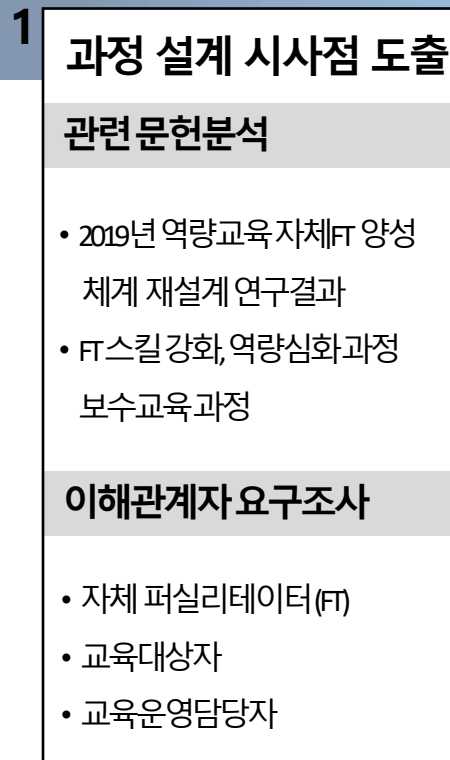 1
과정 설계 시사점 도출
관련 문헌분석
• 2019년 역량교육 자체FT 양성
체계 재설계 연구결과
• FT 스킬 강화, 역량심화 과정
보수교육 과정
이해관계자 요구조사
• 자체 퍼실리테이터(FT)
• 교육대상자
• 교육운영담당자